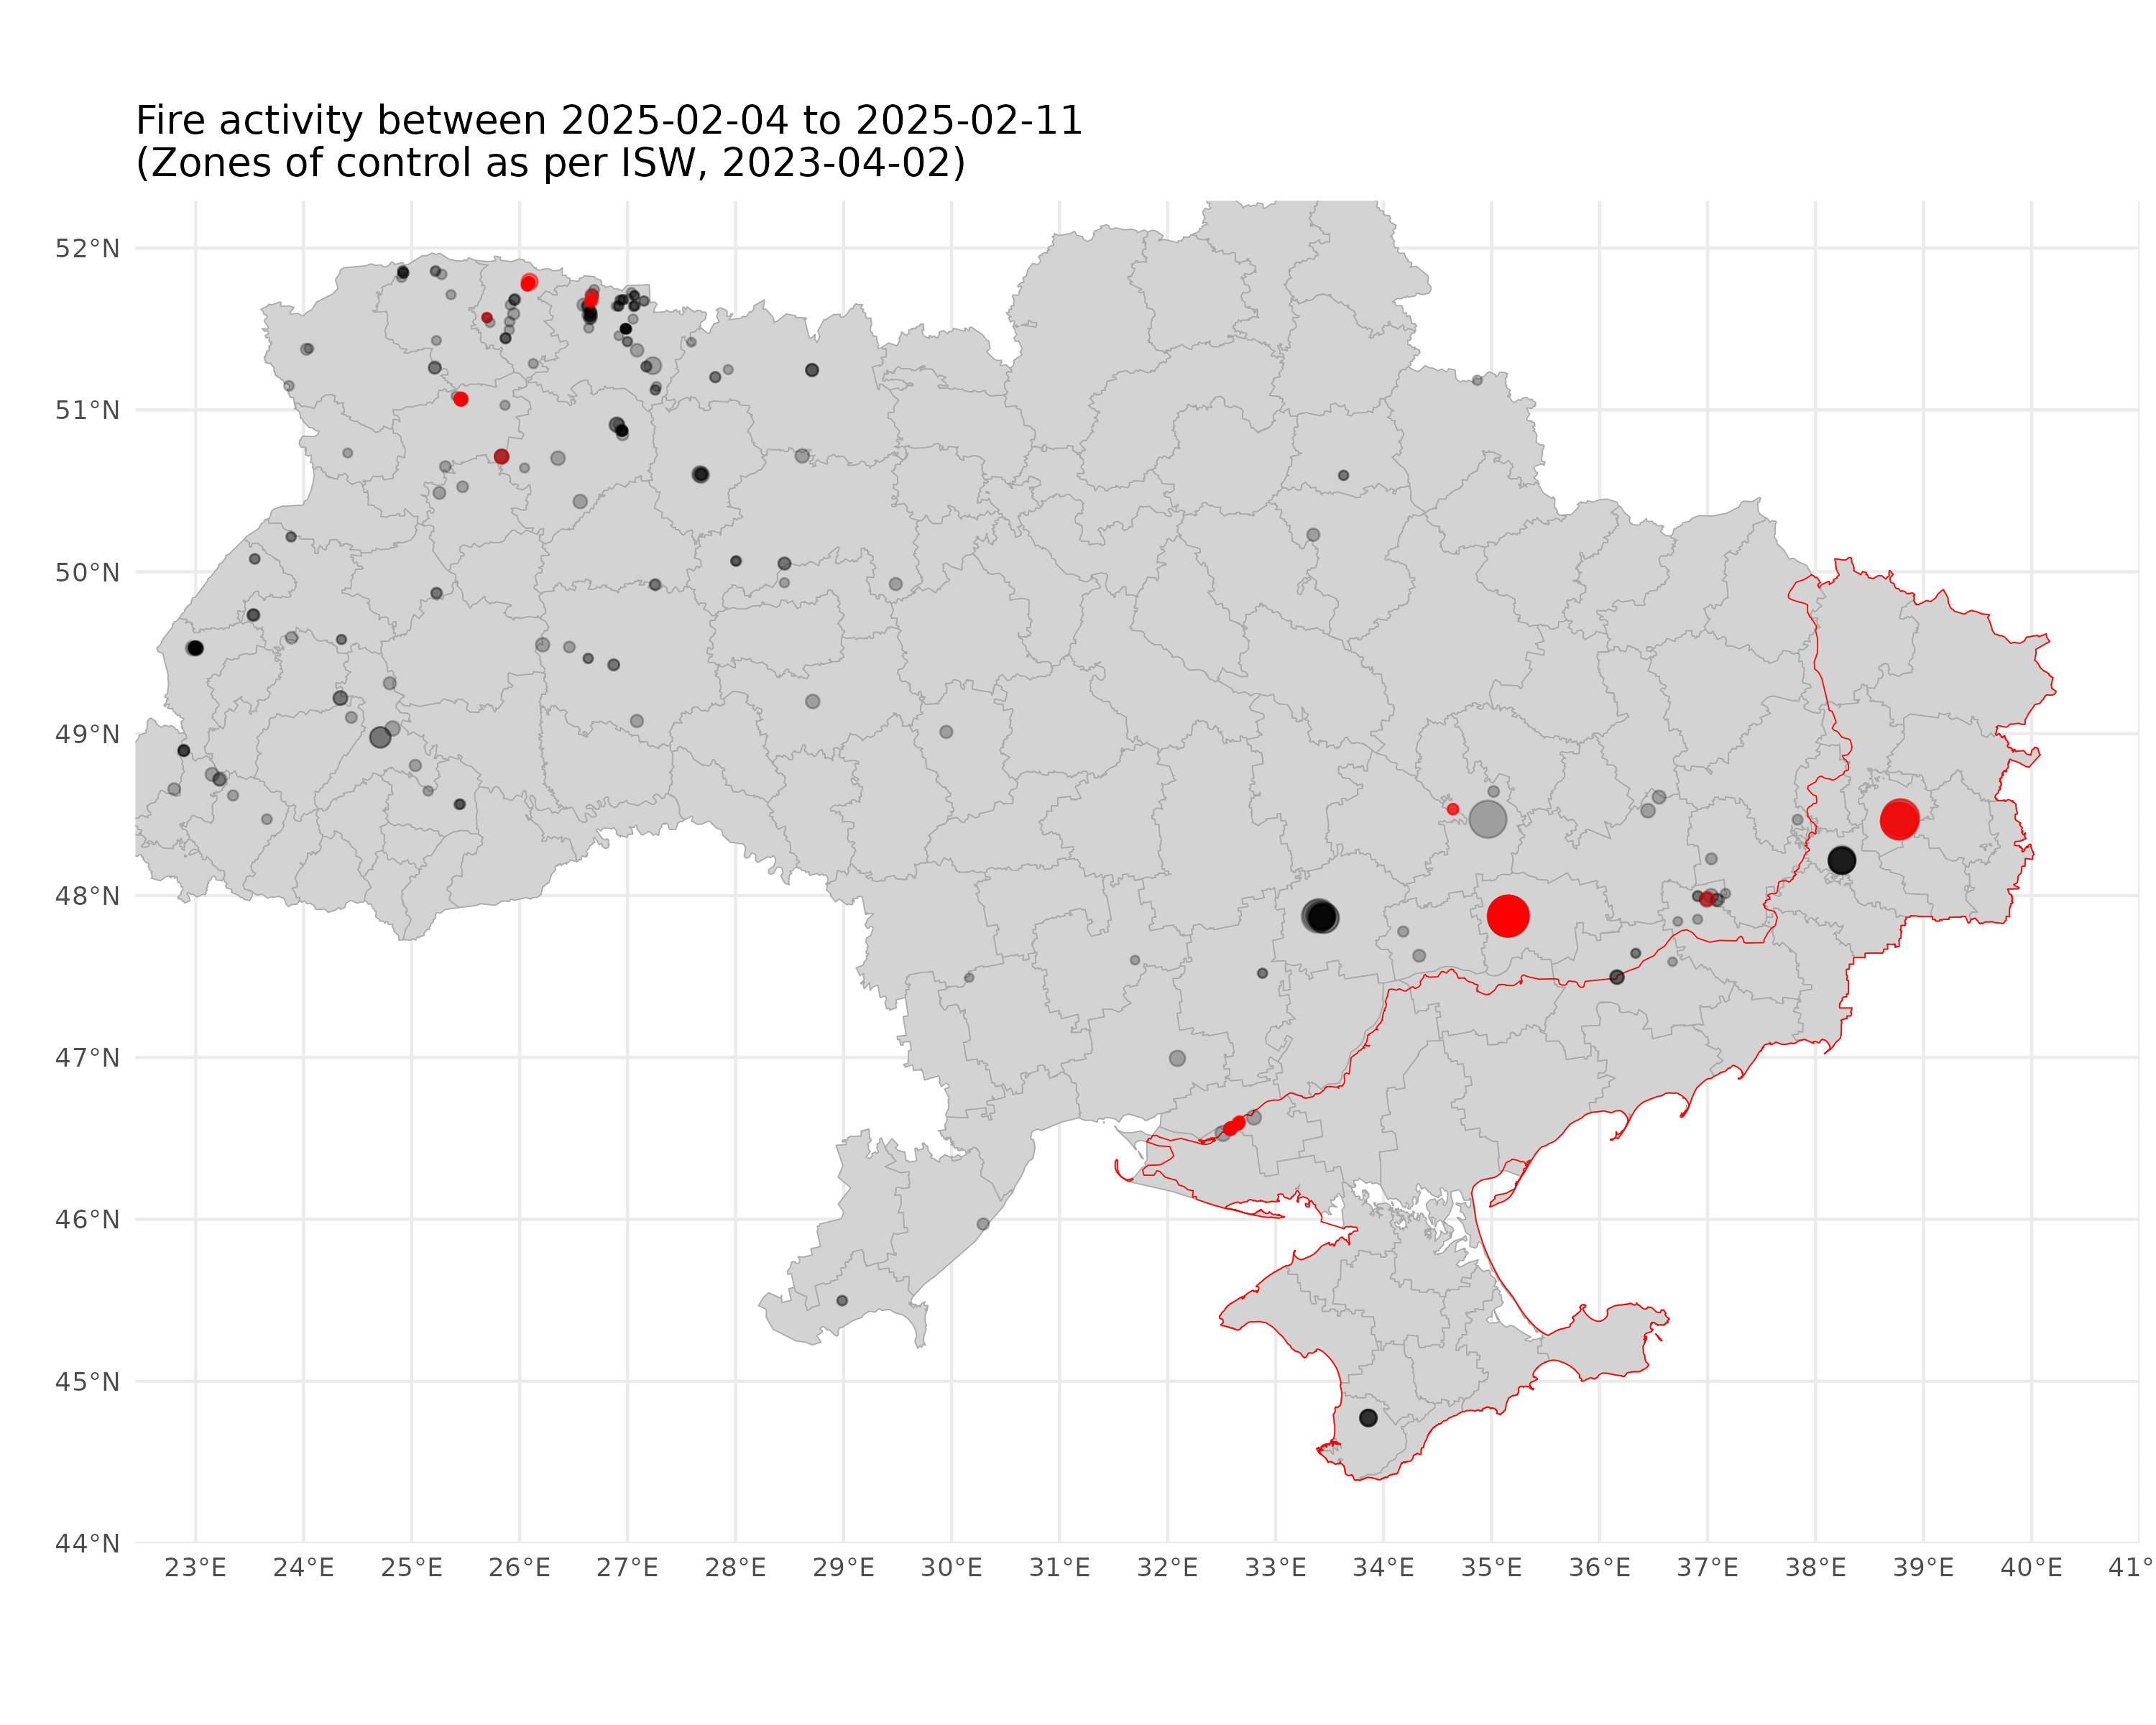 Fire activity between 2025-02-04 to 2025-02-11
(Zones of control as per ISW, 2023-04-02)
52°N
51°N
50°N
49°N
48°N
47°N
46°N
45°N
44°N
23°E 24°E 25°E 26°E 27°E 28°E 29°E 30°E 31°E 32°E 33°E 34°E 35°E 36°E 37°E 38°E 39°E 40°E 41°